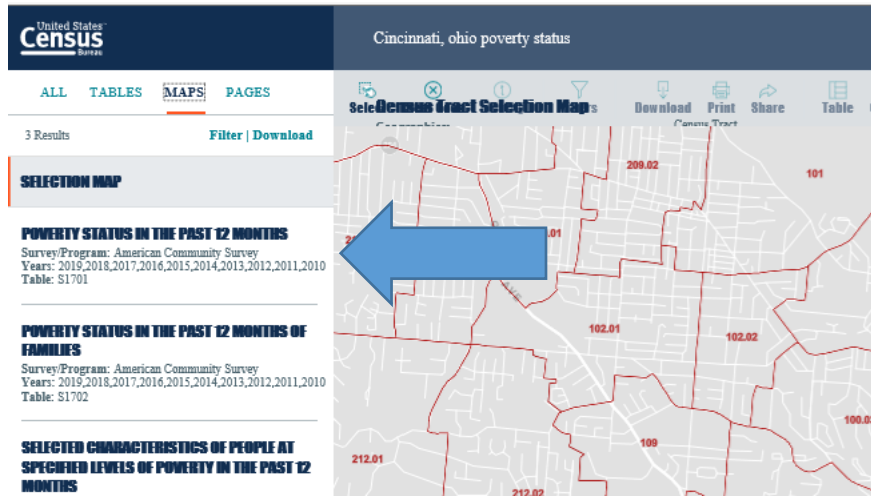 United States®
Census
Bureau
Cincinnati, ohio poverty status
ALL TABLES MAPS PAGES
Census Tract Selection Map
Download Print Share Table
3 Results Filter | Download
Census Tract
SELECTION MAP
POVERTY STATUS IN THE PAST 12 MONTHS
Survey/Program: American Community Survey
Years: 2019,2018,2017,2016,2015,2014,2013,2012,2011,2010
Table: S1701
POVERTY STATUS IN THE PAST 12 MONTHS OF
FAMILIES
Survey/Program: American Community Survey
Years: 2019,2018,2017,2016,2015,2014,2013,2012,2011,2010
Table: S1702
SELECTED CHARACTERISTICS OF PEOPLE AT
SPECIFIED LEVELS OF POVERTY IN THE PAST 12
MONTHS
209.02
101
102.01
102.02
109
212.01
212.02